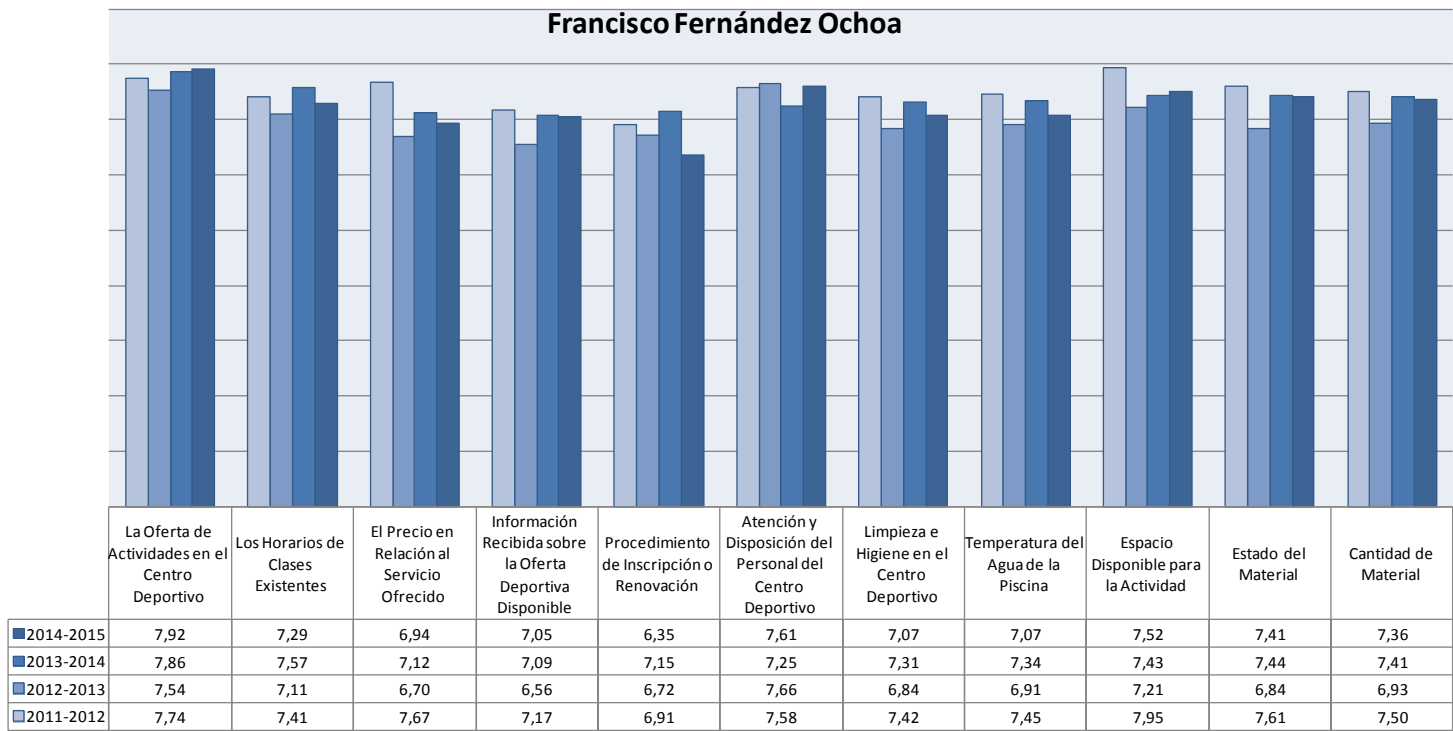 Francisco Fernández Ochoa
La Oferta de
Actividades en el
Centro
Deportivo
Los Horarios de
Clases
Existentes
El Precio en
Relación al
Servicio
Ofrecido
Información
Recibida sobre
la Oferta
Deportiva
Disponible
Procedimiento
de Inscripción o
Renovación
Atención y
Disposición del
Personal del
Centro
Deportivo
Limpieza e
Higiene en el
Centro
Deportivo
Temperatura del
Agua de la
Piscina
Espacio
Disponible para
la Actividad
Estado del
Material
Cantidad de
Material
2014-2015 7,92 7,29 6,94 7,05 6,35 7,61 7,07 7,07 7,52 7,41 7,36
2013-2014 7,86 7,57 7,12 7,09 7,15 7,25 7,31 7,34 7,43 7,44 7,41
2012-2013 7,54 7,11 6,70 6,56 6,72 7,66 6,84 6,91 7,21 6,84 6,93
2011-2012 7,74 7,41 7,67 7,17 6,91 7,58 7,42 7,45 7,95 7,61 7,50